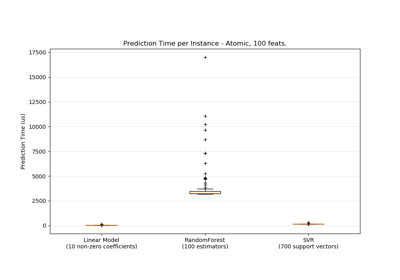 Prediction Time per Instance - Atomic, 100 feats.
17500
15000
12500
10000
7500
5000
2500
0
Prediction Time (us)
Linear Model
(10 non-zero coefficients)
RandomForest
(100 estimators)
SVR
(700 support vectors)